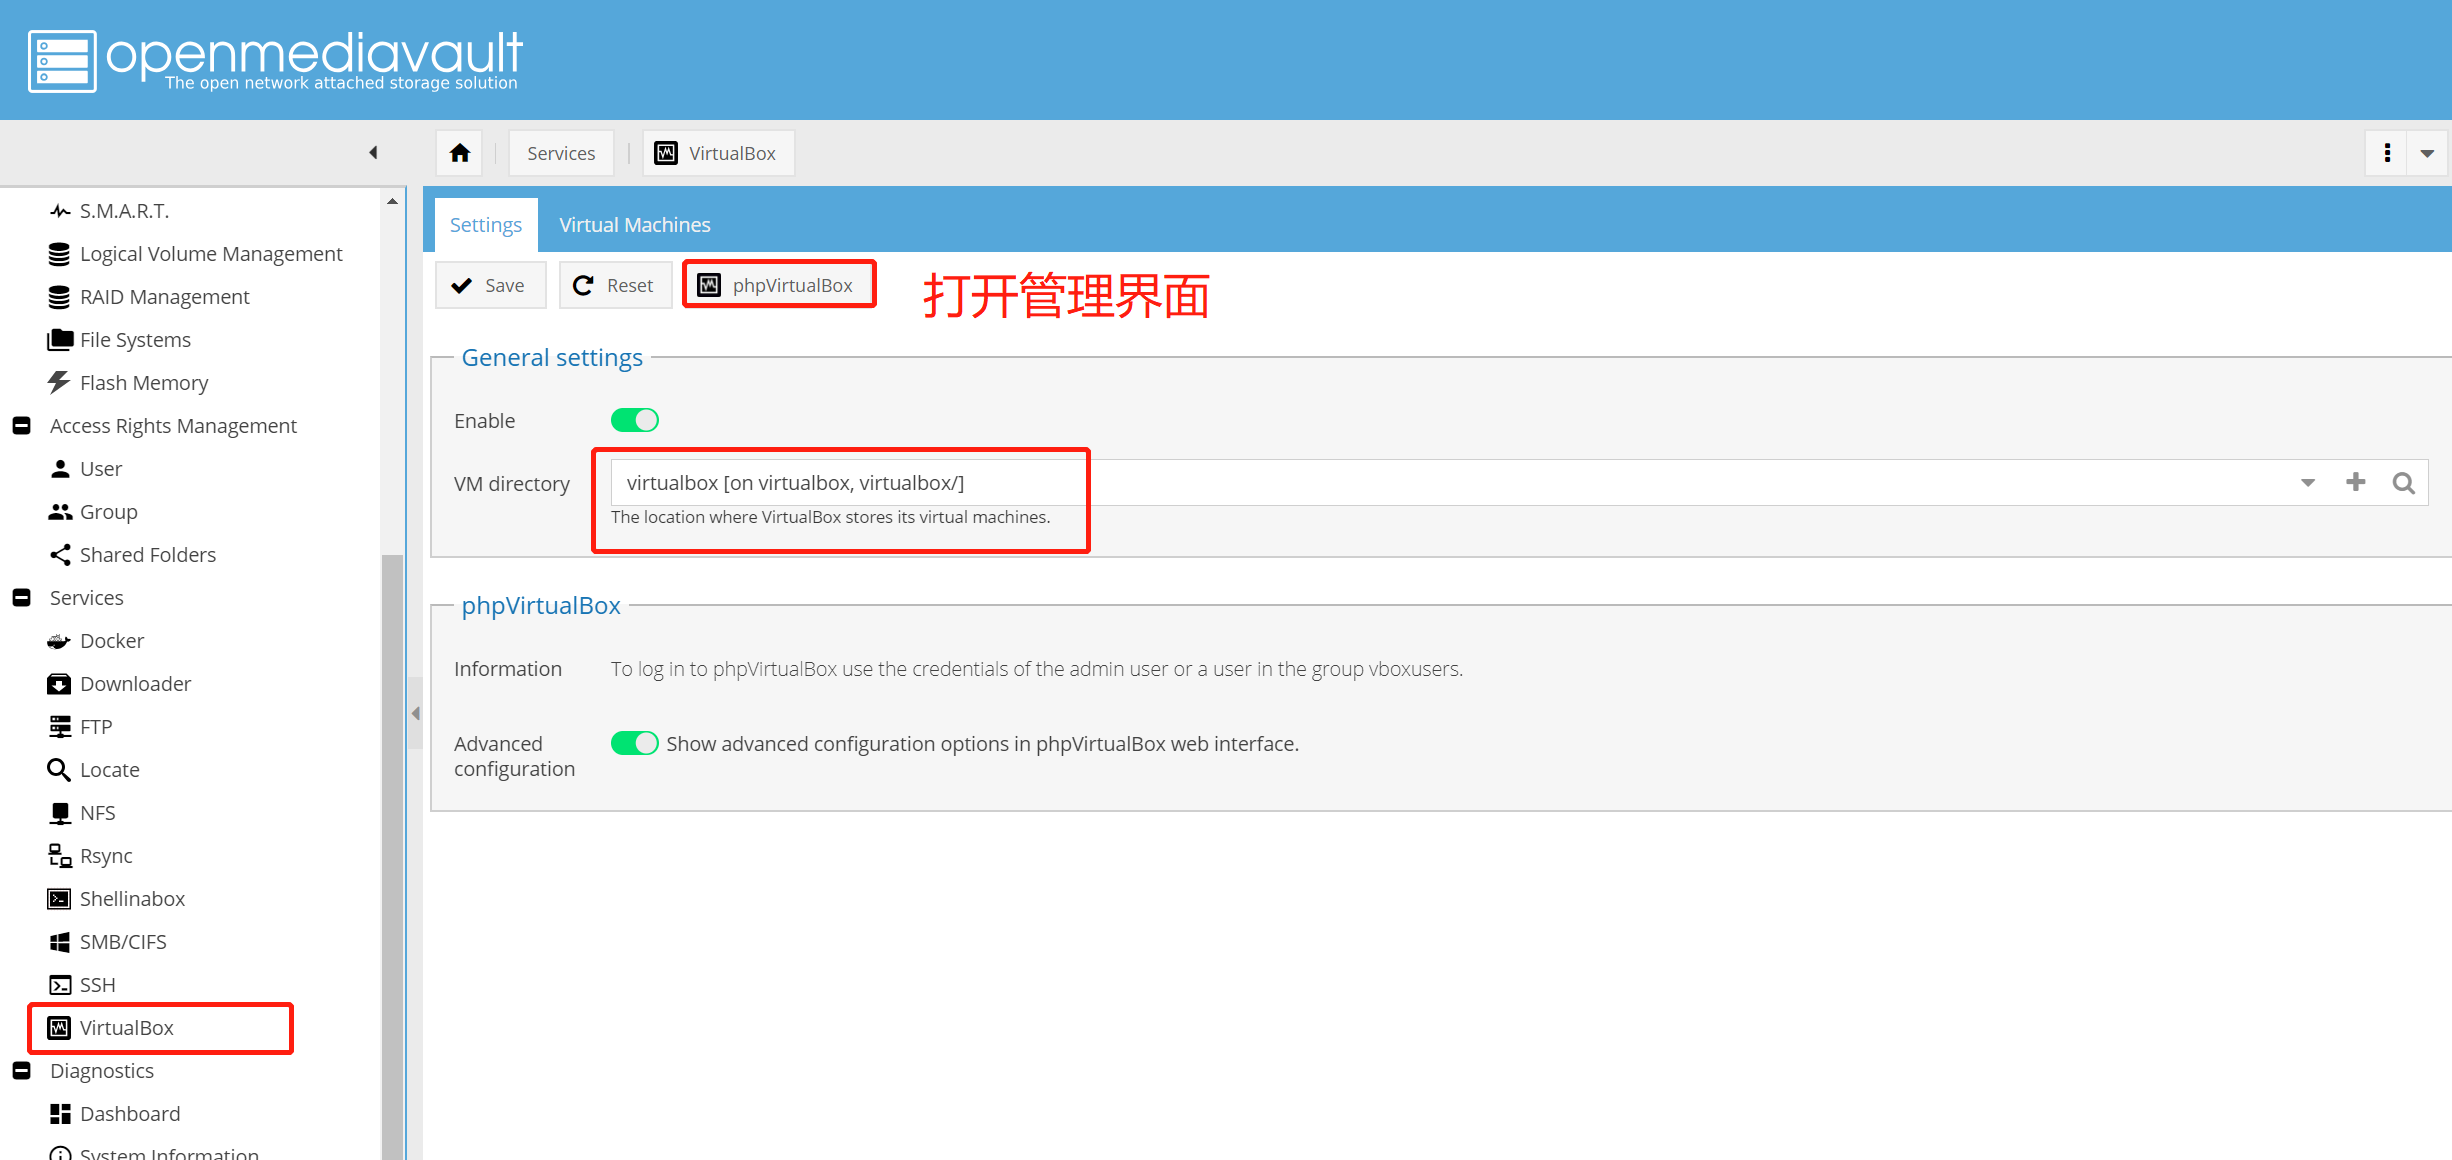 openmediavault
The open network attached storage solution
Services
VirtualBox
S.M.A.R.T.
Logical Volume Management
RAID Management
File Systems
Flash Memory
Access Rights Management
User
Group
Shared Folders
Services
Docker
Downloader
FTP
Locate
NFS
Rsync
Shellinabox
SMB/CIFS
SSH
VirtualBox
Diagnostics
Dashboard
System Information
Settings
Virtual Machines
Save
Reset
phpVirtualBox
打开管理界面
General settings
Enable
VM directory
virtualbox [on virtualbox, virtualbox/]
The location where VirtualBox stores its virtual machines.
phpVirtualBox
Information
To log in to phpVirtualBox use the credentials of the admin user or a user in the group vboxusers.
Advanced
configuration
Show advanced configuration options in phpVirtualBox web interface.